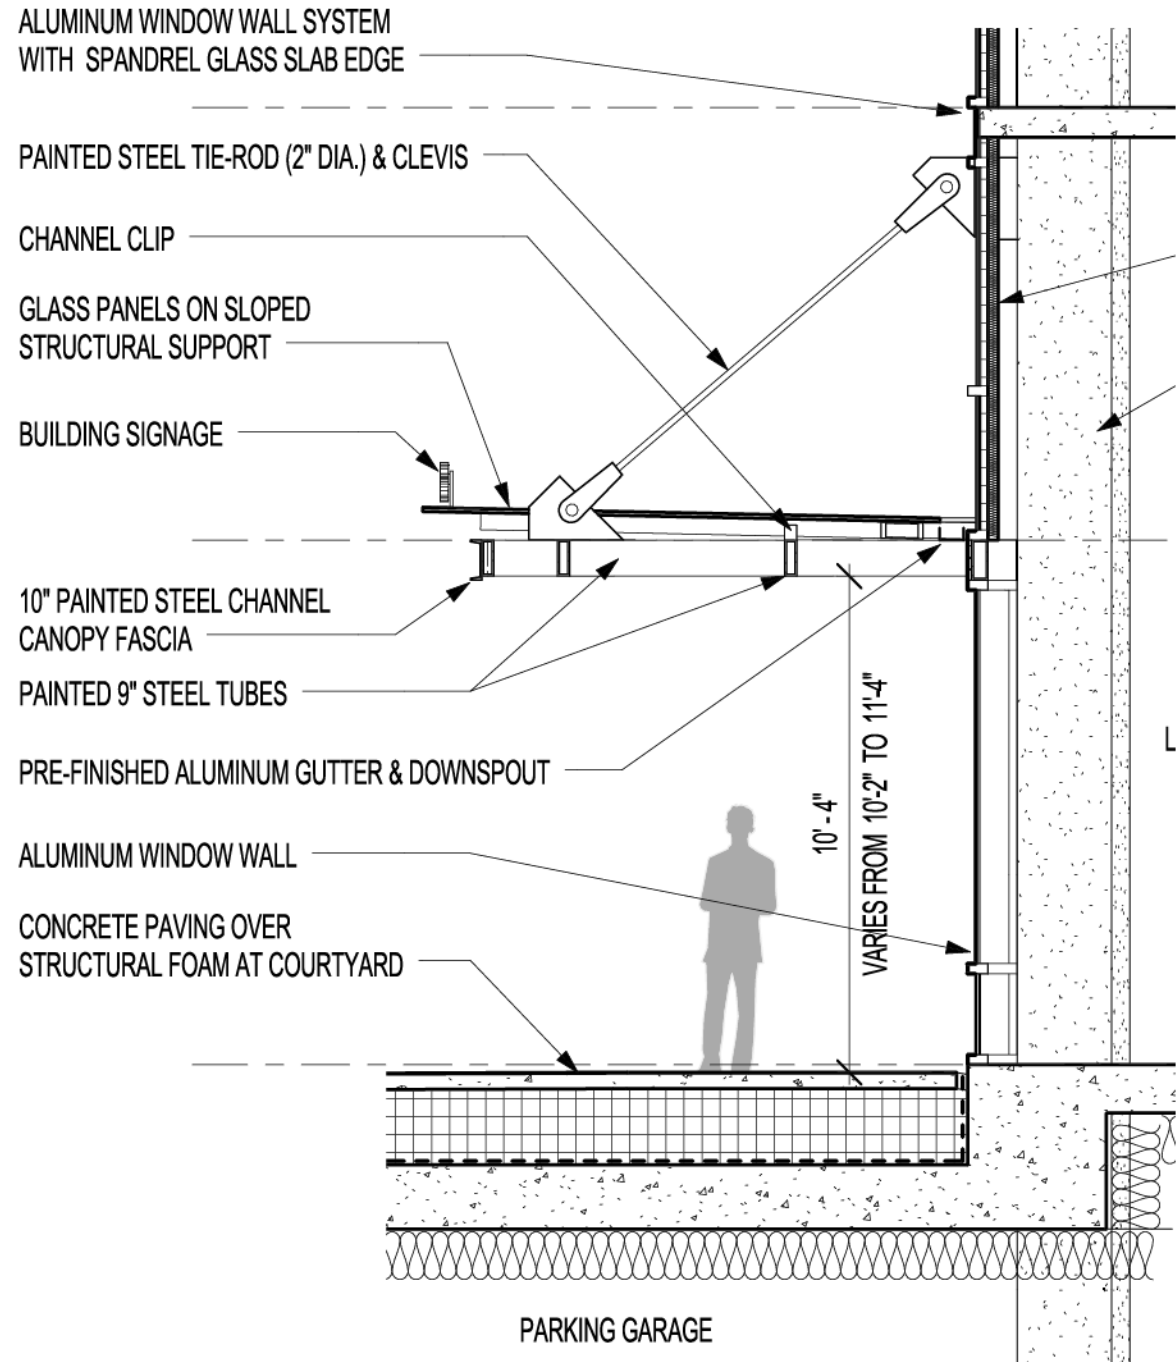 ALUMINUM WINDOW WALL SYSTEM
WITH SPANDREL GLASS SLAB EDGE
PAINTED STEEL TIE-ROD (2" DIA.) & CLEVIS
CHANNEL CLIP
GLASS PANELS ON SLOPED
STRUCTURAL SUPPORT
BUILDING SIGNAGE
10" PAINTED STEEL CHANNEL
CANOPY FASCIA
PAINTED 9" STEEL TUBES
PRE-FINISHED ALUMINUM GUTTER & DOWNSPOUT
ALUMINUM WINDOW WALL
CONCRETE PAVING OVER
STRUCTURAL FOAM AT COURTYARD
10' - 4"
VARIES FROM 10'-2" TO 11'-4"
L
PARKING GARAGE